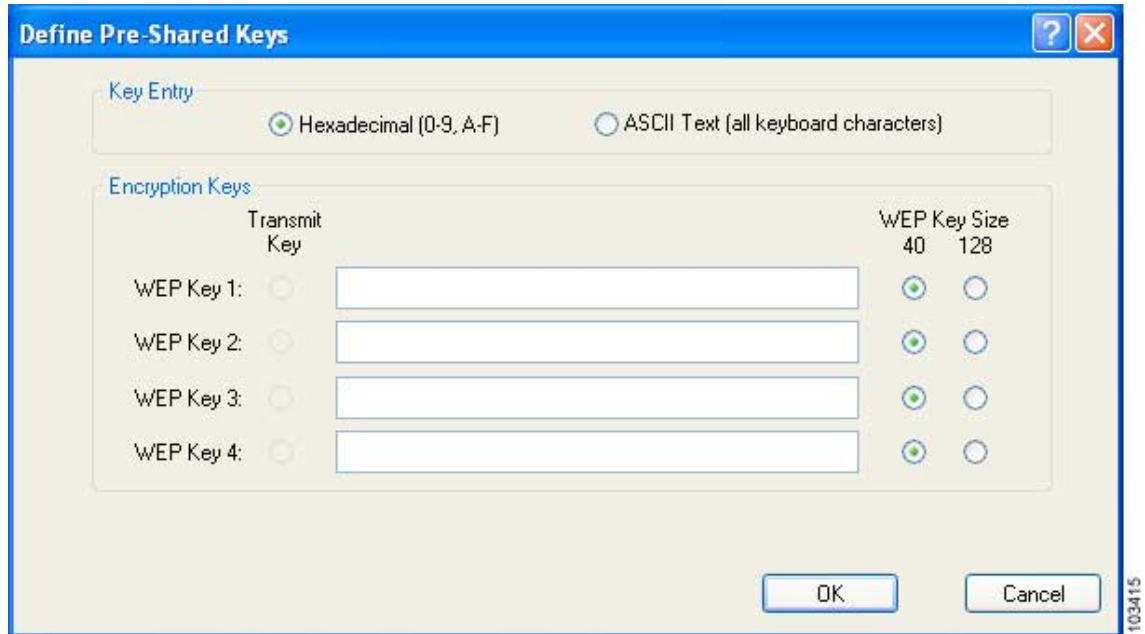 Define Pre-Shared Keys
?
Key Entry
Hexadecimal (0-9, A-F)
ASCII Text (all keyboard characters)
Encryption Keys
Transmit
Key
WEP Key Size
40 128
WEP Key 1:
WEP Key 2:
WEP Key 3:
WEP Key 4:
OK
Cancel
103415